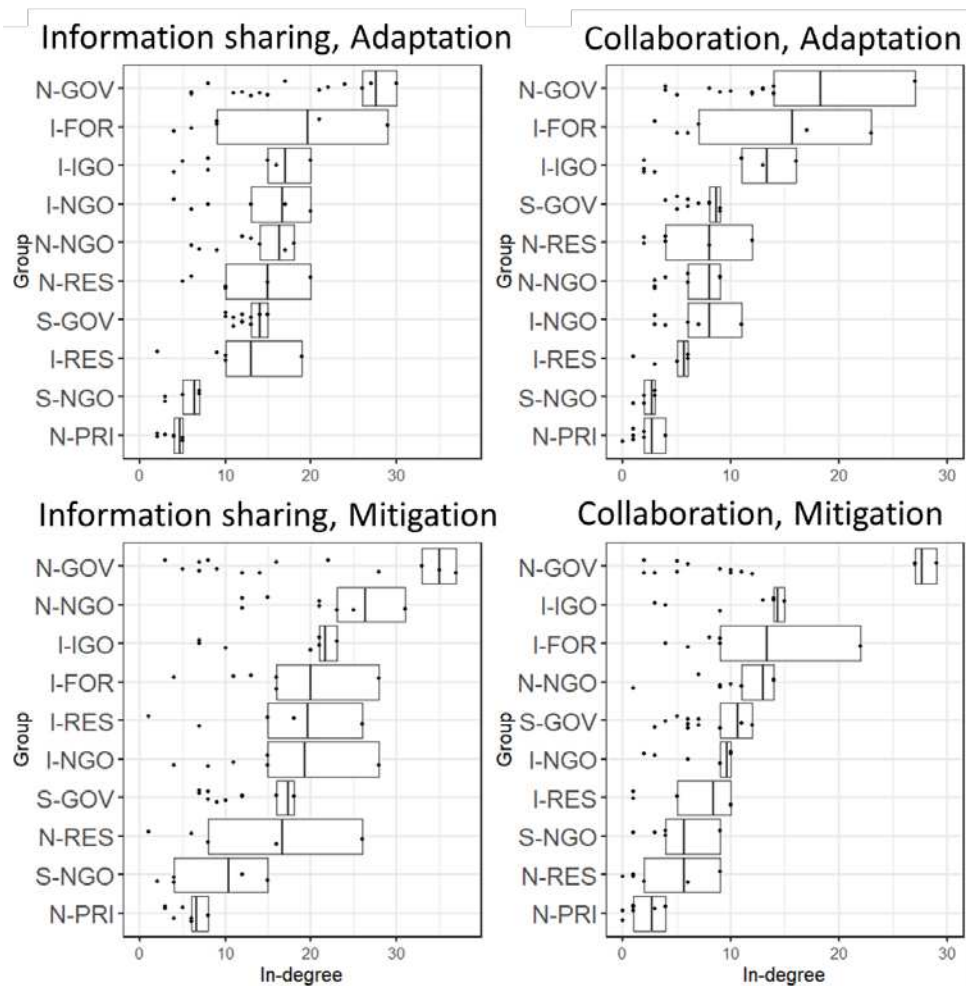 Information sharing, Adaptation
Group
N-GOV
I-FOR
I-IGO
I-NGO
N-NGO
N-RES
S-GOV
I-RES
S-NGO
N-PRI
0 10 20 30
Collaboration, Adaptation
Group
N-GOV
I-FOR
I-IGO
S-GOV
N-RES
N-NGO
I-NGO
I-RES
S-NGO
N-PRI
0 10 20 30
Information sharing, Mitigation
Group
N-GOV
N-NGO
I-IGO
I-FOR
I-RES
I-NGO
S-GOV
N-RES
S-NGO
N-PRI
0 10 20 30
In-degree
Collaboration, Mitigation
Group
N-GOV
I-IGO
I-FOR
N-NGO
S-GOV
I-NGO
I-RES
S-NGO
N-RES
N-PRI
0 10 20 30
In-degree